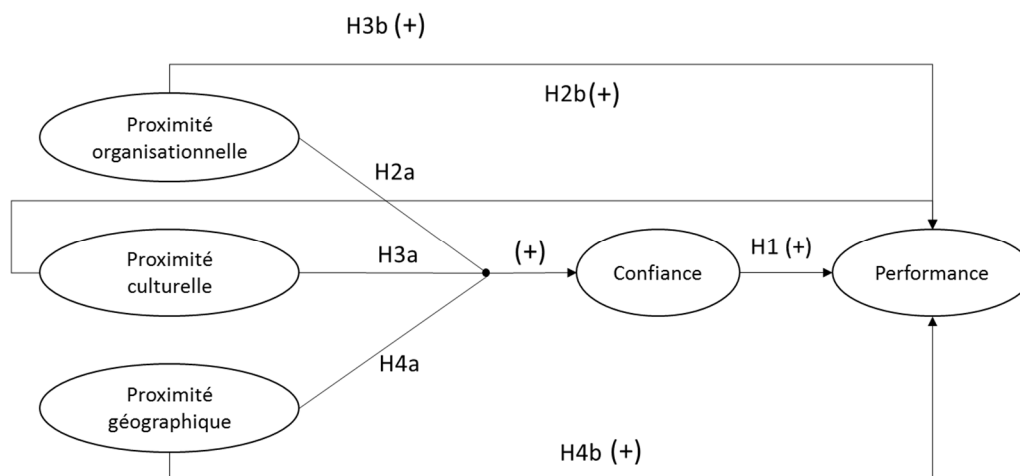 H3b (+)
H2b (+)
Proximité
organisationnelle
H2a
Proximité
culturelle
H3a
(+)
Confiance
H1 (+)
Performance
H4a
Proximité
géographique
H4b (+)